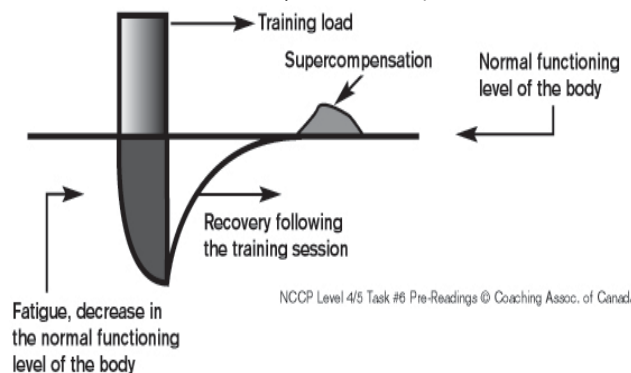 Training load
Supercompensation
Normal functioning
level of the body
Recovery following
the training session
NCCP Level 4/5 Task #6 Pre-Readings © Coaching Assoc. of Canad
Fatigue, decrease in
the normal functioning
level of the body